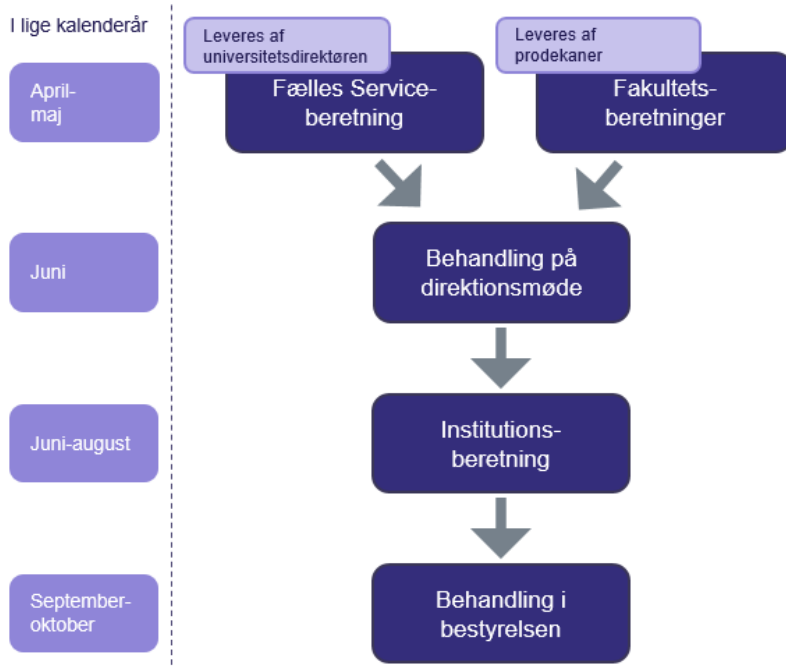 I lige kalenderår
Leveres af
universitetsdirektøren
Leveres af
prodekaner
April-
maj
Fælles Service-
beretning
Fakultets-
beretninger
Juni
Behandling på
direktionsmøde
Juni-august
Institutions-
beretning
September-
oktober
Behandling i
bestyrelsen